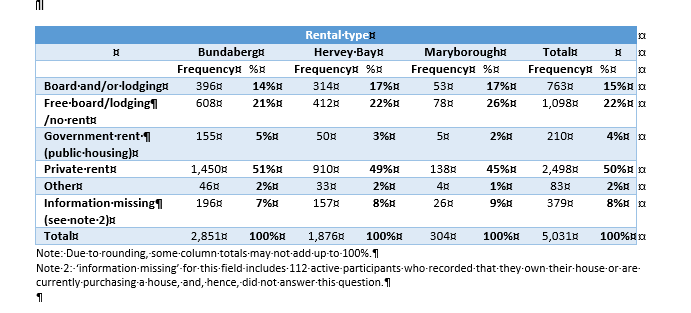 Rental type
Bundaberg Hervey Bay Maryborough Total
Frequency % Frequency % Frequency % Frequency %
Board and/or lodging 396 14% 314 17% 53 17% 763 15%
Free board/lodging 608 21% 412 22% 78 26% 1,098 22%
/no rent
Government rent 155 5% 50 3% 5 2% 210 4%
(public housing)
Private rent 1,450 51% 910 49% 138 45% 2,498 50%
Other 46 2% 33 2% 4 1% 83 2%
Information missing 196 7% 157 8% 26 9% 379 8%
(see note 2)
Total 2,851 100% 1,876 100% 304 100% 5,031 100%
Note: Due to rounding, some column totals may not add up to 100%.
Note 2: ‘information missing’ for this field includes 112 active participants who recorded that they own their house or are
currently purchasing a house, and, hence, did not answer this question.